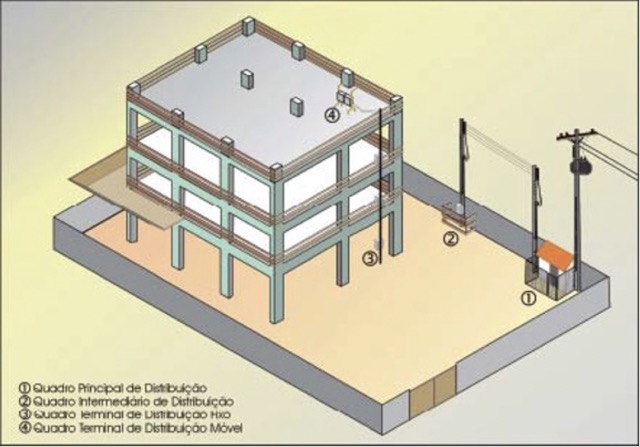 ④
③
②
①
① Quadro Principal de Distribuição
② Quadro Intermediário de Distribuição
③ Quadro Terminal de Distribuição Fixo
④ Quadro Terminal de Distribuição Móvel